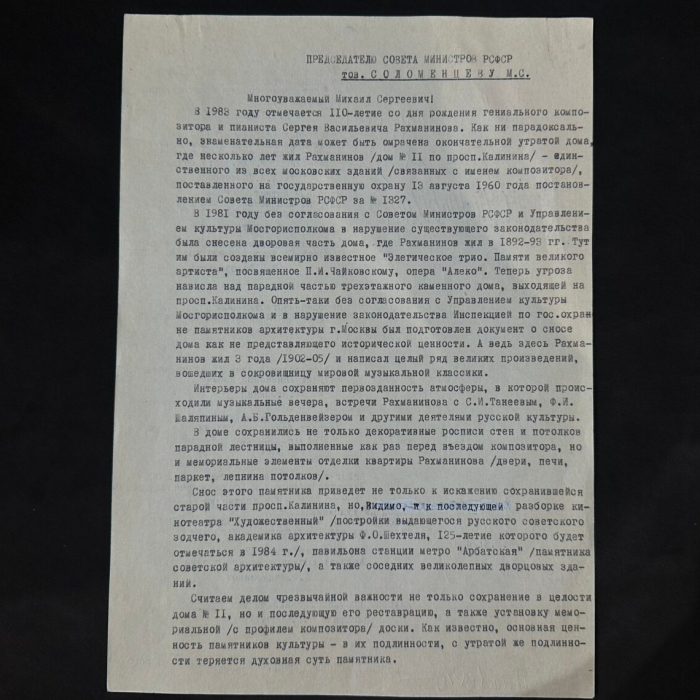 ПРЕДСЕДАТЕЛЮ СОВЕТА МИНИСТРОВ РСФСР
тов. С О Л О М Е Н Ц Е В У М.С.
Многоуважаемый Михаил Сергеевич!
В 1983 году отмечается 110-летие со дня рождения гениального компо-
зитора и пианиста Сергея Васильевича Рахманинова. Как ни парадоксаль-
но, знаменательная дата может быть омрачена окончательной утратой дома,
где несколько лет жил Рахманинов /дом № 11 по просп.Калинина/ - един-
ственного из всех московских зданий /связанных с именем композитора/,
поставленного на государственную охрану 13 августа 1960 года постанов-
лением Совета Министров РСФСР за № 1327.
В 1981 году без согласования с Советом Министров РСФСР и Управлени-
ем культуры Мосгорисполкома в нарушение существующего законодательства
была снесена дворовая часть дома, где Рахманинов жил в 1892-93 гг. Тут
им были созданы всемирно известное "Элегическое трио. Памяти великого
артиста", посвященное П.И.Чайковскому, опера "Алеко". Теперь угроза
нависла над парадной частью трехэтажного каменного дома, выходящей на
просп.Калинина. Опять-таки без согласования с Управлением культуры
Мосгорисполкома и в нарушение законодательства Инспекцией по гос.охран
не памятников архитектуры г.Москвы был подготовлен документ о сносе
дома как не представляющего исторической ценности. А ведь здесь Рахма-
нинов жил 3 года /1902-05/ и написал целый ряд великих произведений,
вошедших в сокровищницу мировой музыкальной классики.
Интерьеры дома сохраняют первозданность атмосферы, в которой проис-
ходили музыкальные вечера, встречи Рахманинова с С.И.Танеевым, Ф.И.
Шаляпиным, А.Б.Гольденвейзером и другими деятелями русской культуры.
В доме сохранились не только декоративные росписи стен и потолков
парадной лестницы, выполненные как раз перед въездом композитора, но
и мемориальные элементы отделки квартиры Рахманинова /двери, печи,
паркет, лепнина потолков/.
Снос этого памятника приведет не только к искажению сохранившейся
старой части просп.Калинина, но,видимо, и к последующей разборке ки-
нотеатра "Художественный" /постройки выдающегося русского советского
зодчего, академика архитектуры Ф.О.Шехтеля, 125-летие которого будет
отмечаться в 1984 г./, павильона станции метро "Арбатская" /памятника
советской архитектуры/, а также соседних великолепных дворцовых зда-
ний.
Считаем делом чрезвычайной важности не только сохранение в целости
дома № 11, но и последующую его реставрацию, а также установку мемо-
риальной /с профилем композитора/ доски. Как известно, основная цен-
ность памятников культуры - в их подлинности, с утратой же подлинно-
сти теряется духовная суть памятника.